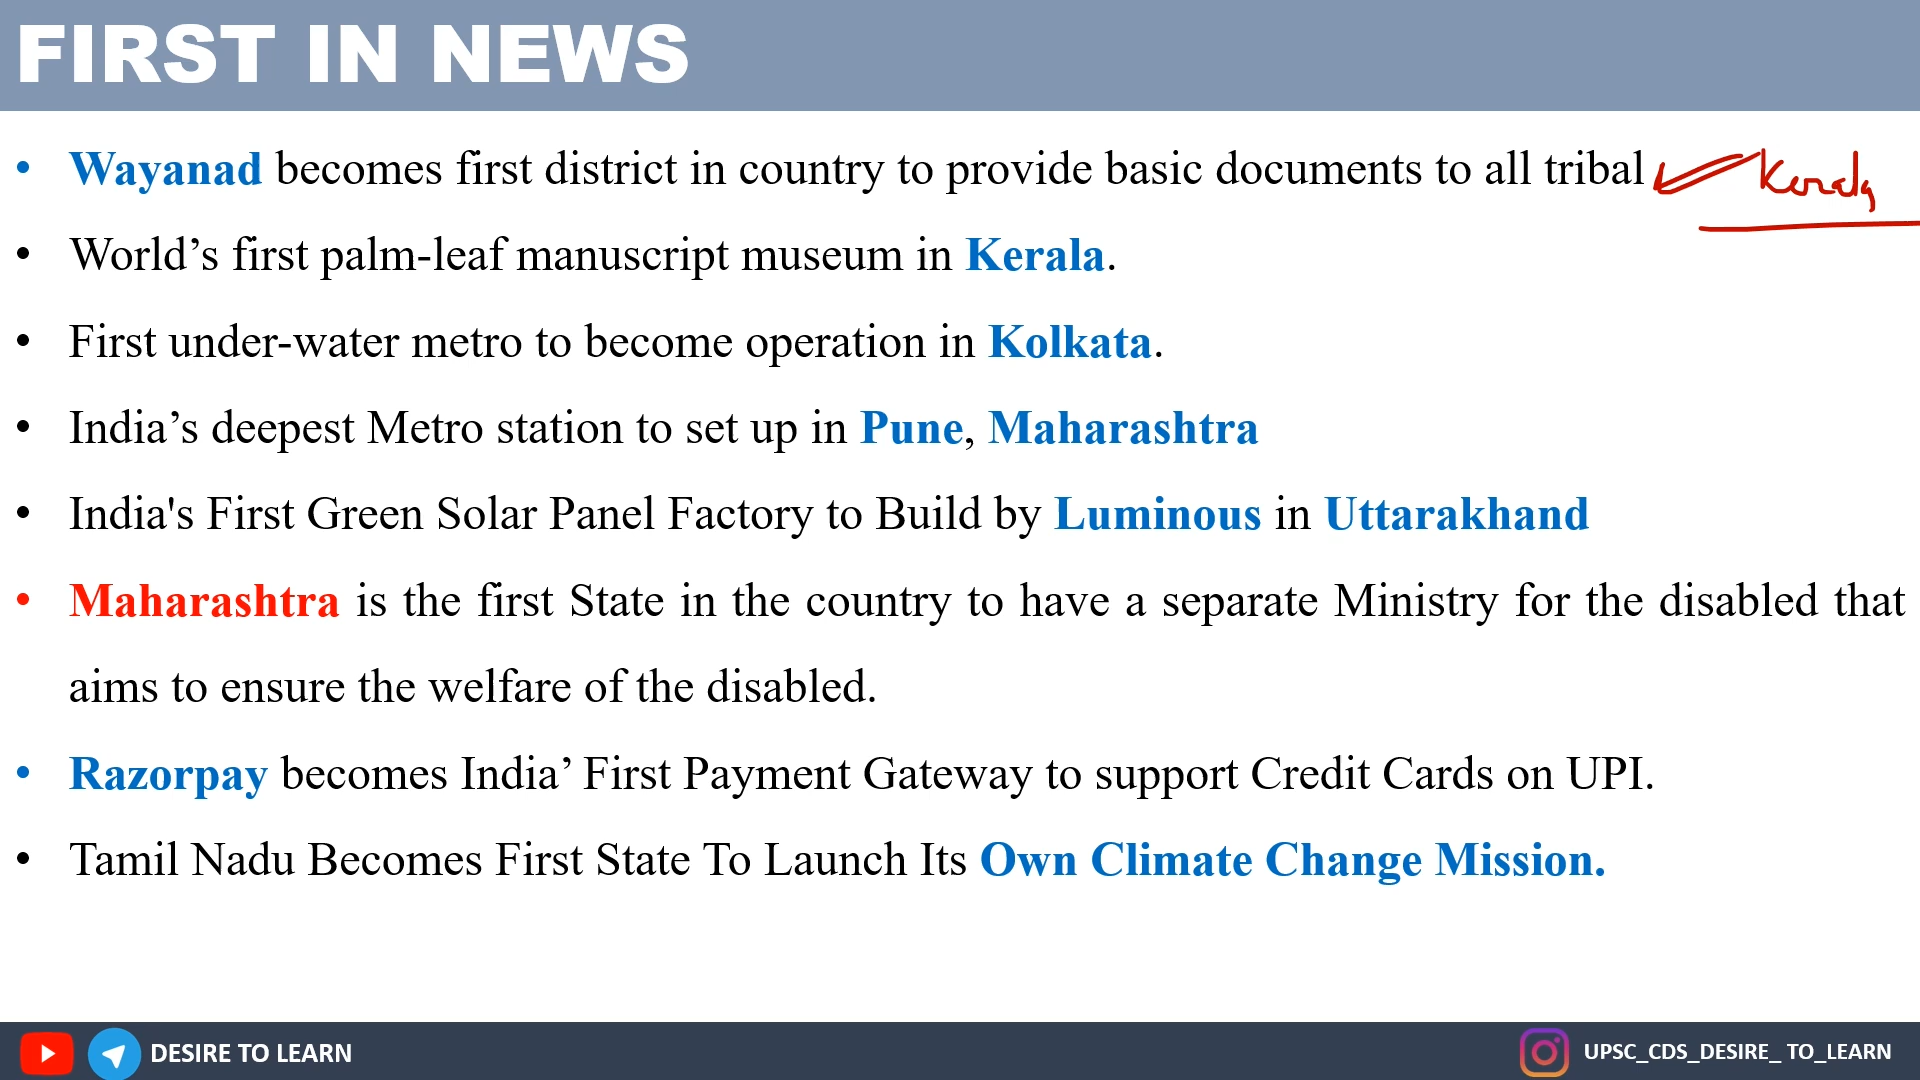 FIRST IN NEWS
• Wayanad becomes first district in country to provide basic documents to all tribal Kerala
• World’s first palm-leaf manuscript museum in Kerala.
• First under-water metro to become operation in Kolkata.
• India’s deepest Metro station to set up in Pune, Maharashtra
• India's First Green Solar Panel Factory to Build by Luminous in Uttarakhand
• Maharashtra is the first State in the country to have a separate Ministry for the disabled that
aims to ensure the welfare of the disabled.
• Razorpay becomes India’ First Payment Gateway to support Credit Cards on UPI.
• Tamil Nadu Becomes First State To Launch Its Own Climate Change Mission.
DESIRE TO LEARN UPSC_CDS_DESIRE_ TO_LEARN